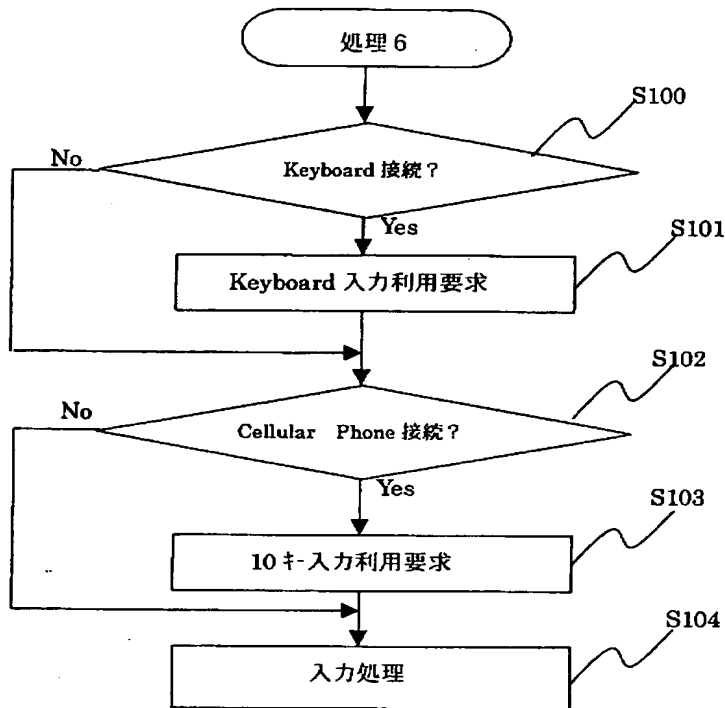 処理 6
S100
No
Keyboard 接続？
Yes
S101
Keyboard 入力利用要求
S102
No
Cellular Phone 接続？
Yes
S103
10 ｷｰ入力利用要求
S104
入力処理